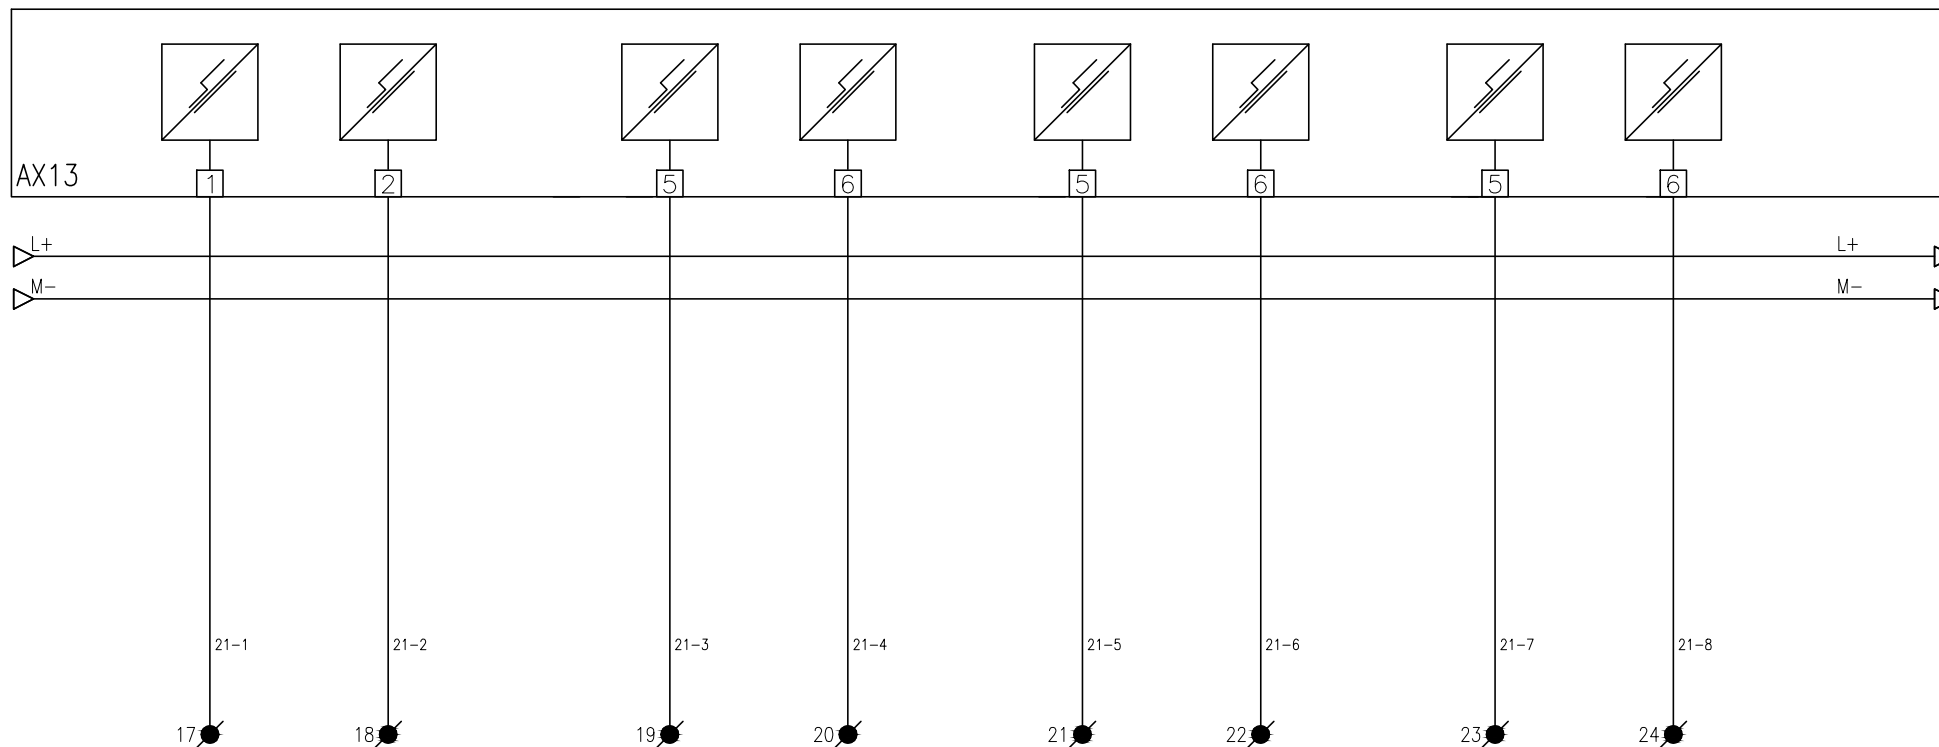 AX13
1 2 5 6 5 6 5 6
L+ L+
M- M-
21-1 21-2 21-3 21-4 21-5 21-6 21-7 21-8
17 18 19 20 21 22 23 24